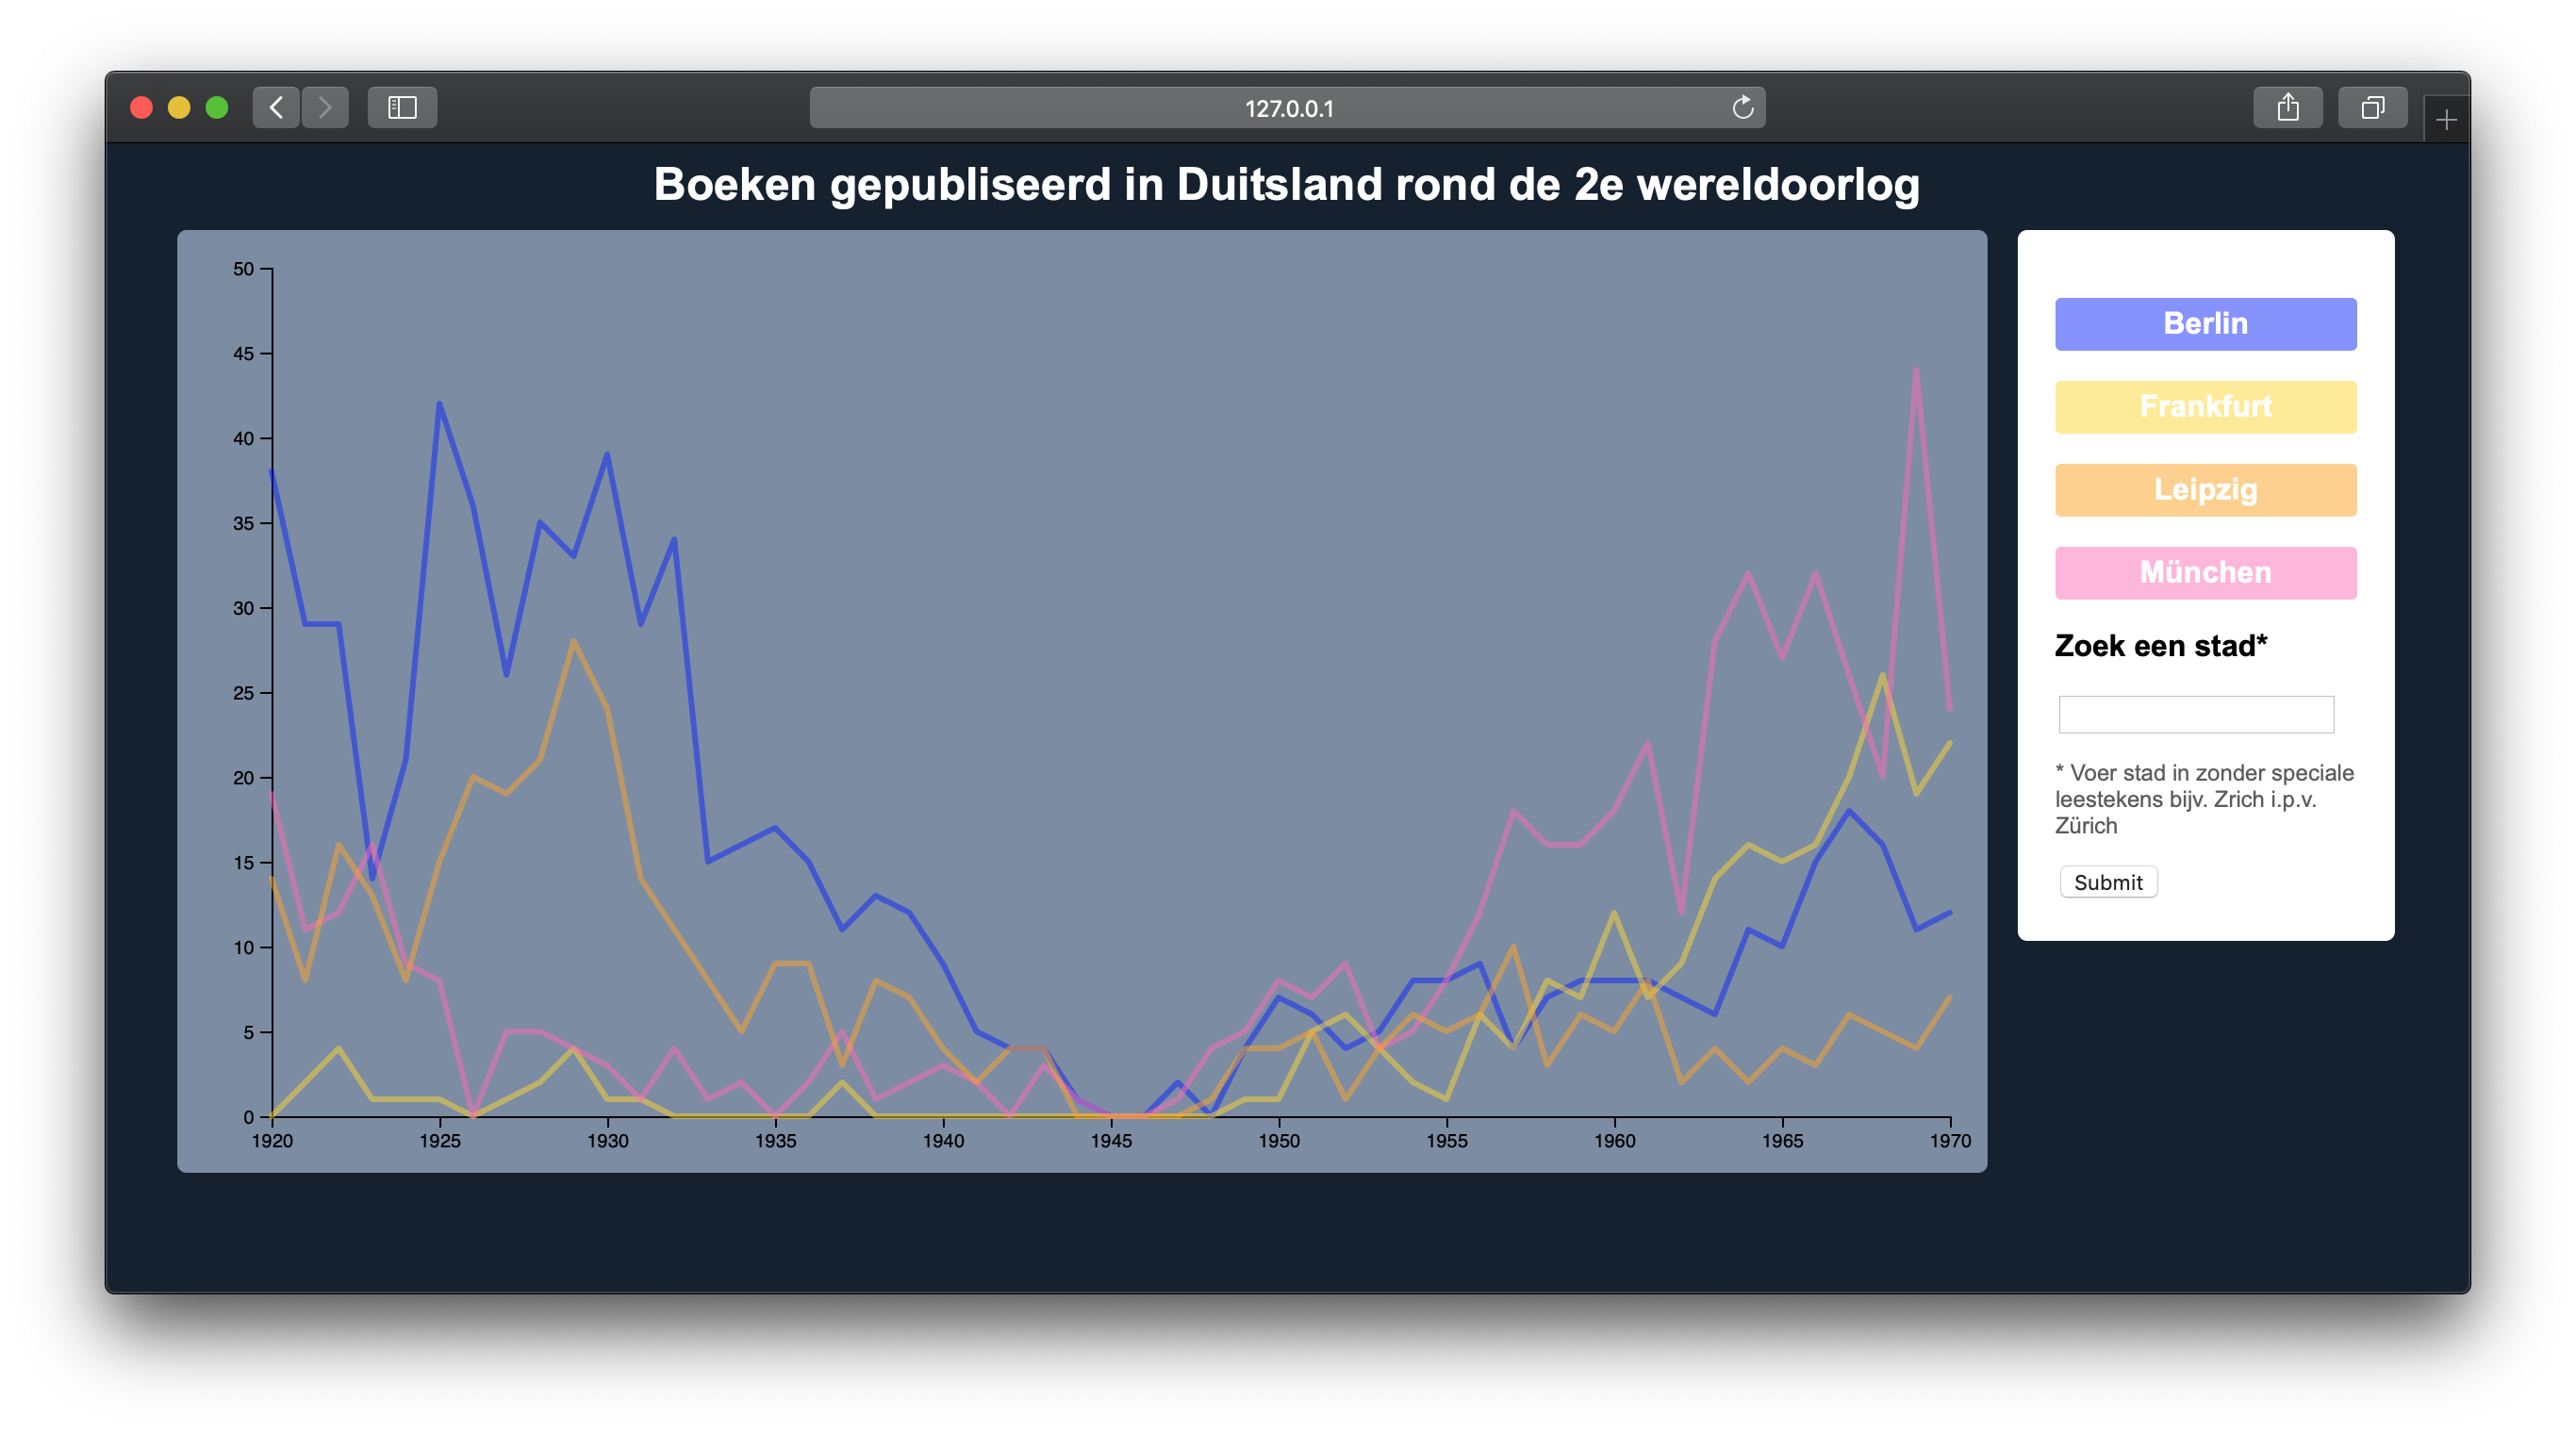 127.0.0.1
Boeken gepubliseerd in Duitsland rond de 2e wereldoorlog
50
45
40
35
30
25
20
15
10
5
0
1920 1925 1930 1935 1940 1945 1950 1955 1960 1965 1970
Berlin
Frankfurt
Leipzig
München
Zoek een stad*
* Voer stad in zonder speciale
leestekens bijv. Zrich i.p.v.
Zürich
Submit